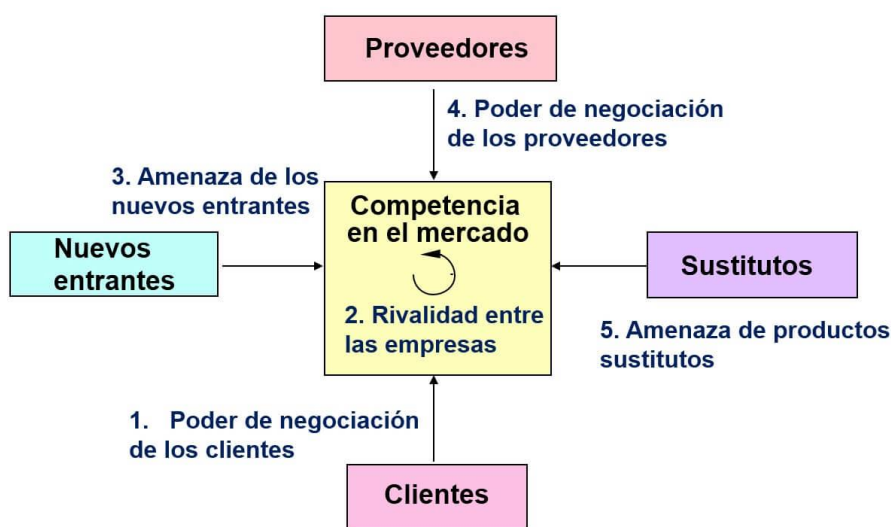 Proveedores
4. Poder de negociación
de los proveedores
3. Amenaza de los
nuevos entrantes
Competencia
en el mercado
Nuevos
entrantes
Sustitutos
2. Rivalidad entre
las empresas
5. Amenaza de productos
sustitutos
1. Poder de negociación
de los clientes
Clientes